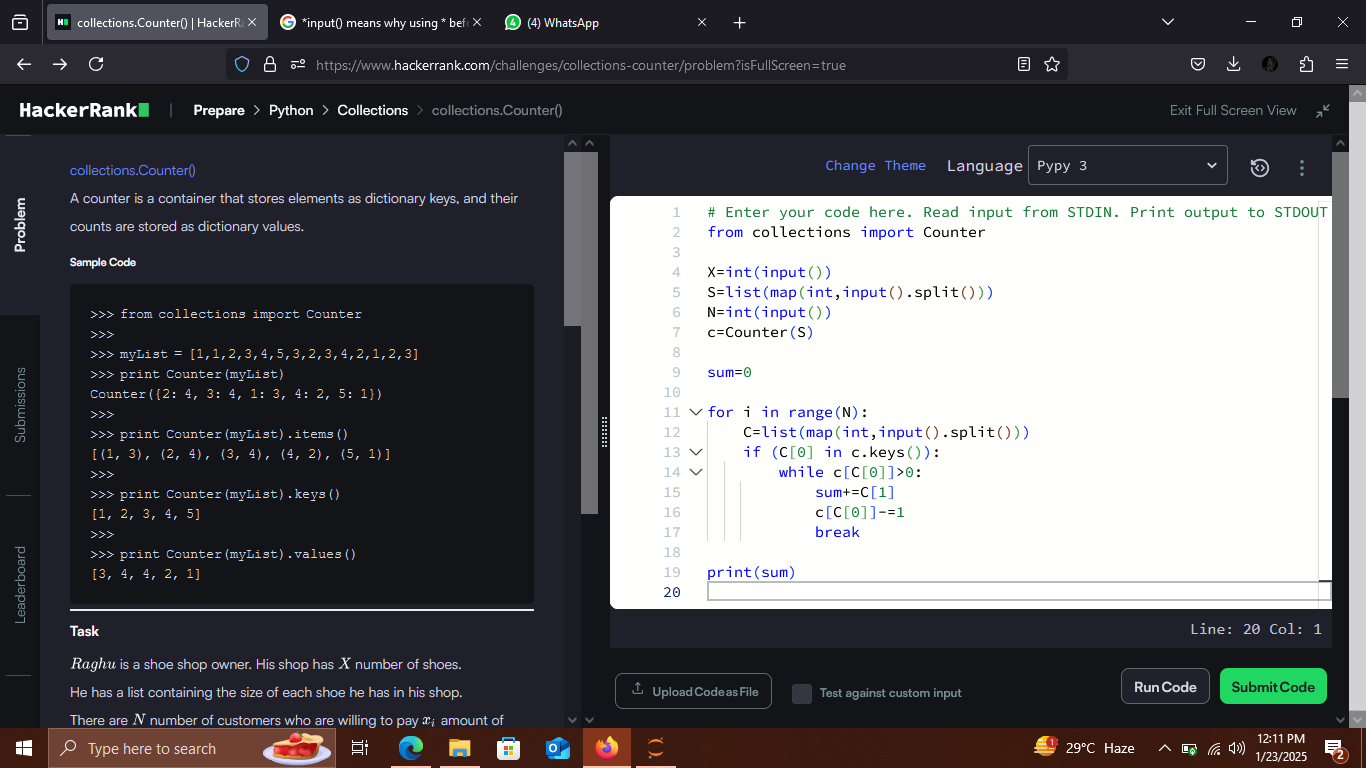 collections.Counter() | HackerR
*input() means why using * bef
(4) WhatsApp
https://www.hackerrank.com/challenges/collections-counter/problem?isFullScreen=true
HackerRank
Prepare > Python > Collections > collections.Counter()
Exit Full Screen View
Problem
Submissions
Leaderboard
collections.Counter()
A counter is a container that stores elements as dictionary keys, and their
counts are stored as dictionary values.
Sample Code
>>> from collections import Counter
>>>
>>> myList = [1,1,2,3,4,5,3,2,3,4,2,1,2,3]
>>> print Counter(myList)
Counter({2: 4, 3: 4, 1: 3, 4: 2, 5: 1})
>>>
>>> print Counter(myList).items()
[(1, 3), (2, 4), (3, 4), (4, 2), (5, 1)]
>>>
>>> print Counter(myList).keys()
[1, 2, 3, 4, 5]
>>>
>>> print Counter(myList).values()
[3, 4, 4, 2, 1]
Task
Raghu is a shoe shop owner. His shop has X number of shoes.
He has a list containing the size of each shoe he has in his shop.
There are N number of customers who are willing to pay xᵢ amount of
Change Theme
Language
Pypy 3
1 # Enter your code here. Read input from STDIN. Print output to STDOUT
2 from collections import Counter
3
4 X=int(input())
5 S=list(map(int,input().split()))
6 N=int(input())
7 c=Counter(S)
8
9 sum=0
10
11 for i in range(N):
12     C=list(map(int,input().split()))
13     if (C[0] in c.keys()):
14         while c[C[0]]>0:
15             sum+=C[1]
16             c[C[0]]-=1
17             break
18
19 print(sum)
20
Line: 20 Col: 1
Upload Code as File
Test against custom input
Run Code
Submit Code
Type here to search
1
29°C Haze
12:11 PM
1/23/2025
2